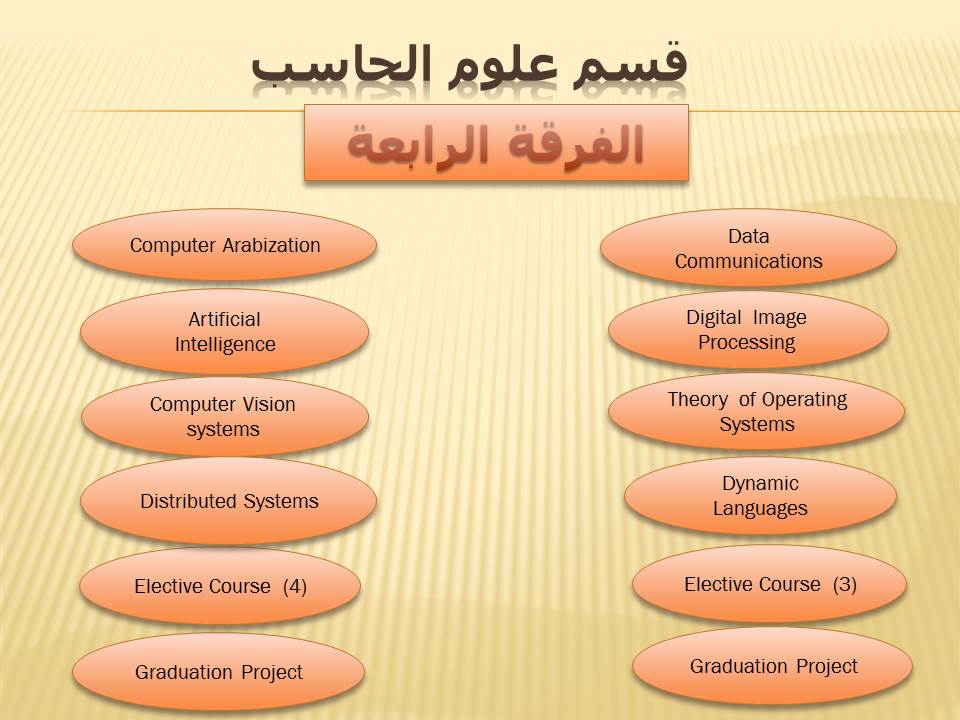 قسم علوم الحاسب
الفرقة الرابعة
Data
Communications
Digital Image
Processing
Theory of Operating
Systems
Dynamic
Languages
Elective Course (3)
Graduation Project
Computer Arabization
Artificial
Intelligence
Computer Vision
systems
Distributed Systems
Elective Course (4)
Graduation Project